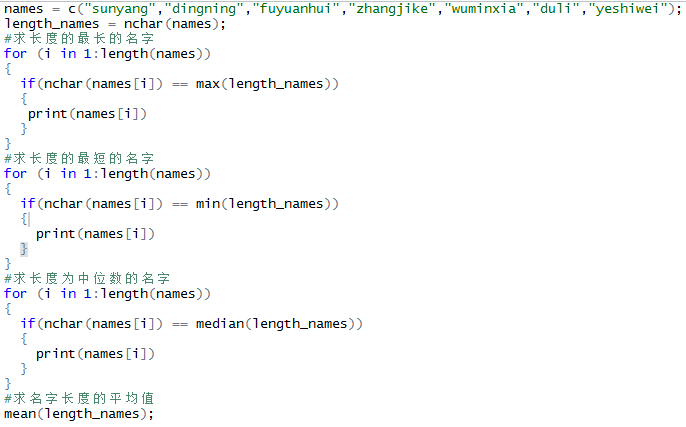 names = c("sunyang","dingning","fuyuanhui","zhangjike","wuminxia","duli","yeshiwei");
length_names = nchar(names);
#求长度的最长的名字
for (i in 1:length(names))
{
  if(nchar(names[i]) == max(length_names))
  {
   print(names[i])
  }
}
#求长度的最短的名字
for (i in 1:length(names))
{
  if(nchar(names[i]) == min(length_names))
  {
    print(names[i])
  }
}
#求长度为中位数的名字
for (i in 1:length(names))
{
  if(nchar(names[i]) == median(length_names))
  {
    print(names[i])
  }
}
#求名字长度的平均值
mean(length_names);